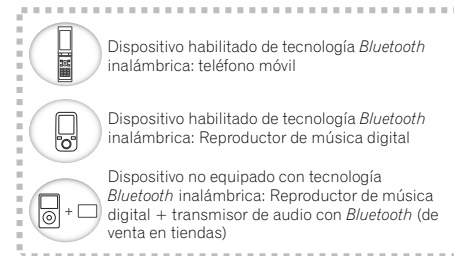 Dispositivo habilitado de tecnología Bluetooth
inalámbrica: teléfono móvil
Dispositivo habilitado de tecnología Bluetooth
inalámbrica: Reproductor de música digital
Dispositivo no equipado con tecnología
Bluetooth inalámbrica: Reproductor de música
digital + transmisor de audio con Bluetooth (de
venta en tiendas)